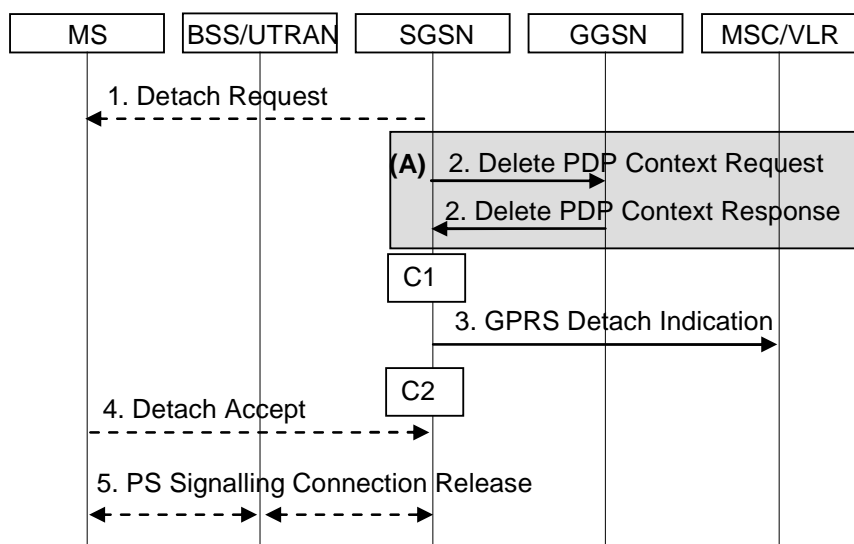 MS BSS/UTRAN SGSN GGSN MSC/VLR
1. Detach Request
(A) 2. Delete PDP Context Request
2. Delete PDP Context Response
C1
3. GPRS Detach Indication
C2
4. Detach Accept
5. PS Signalling Connection Release